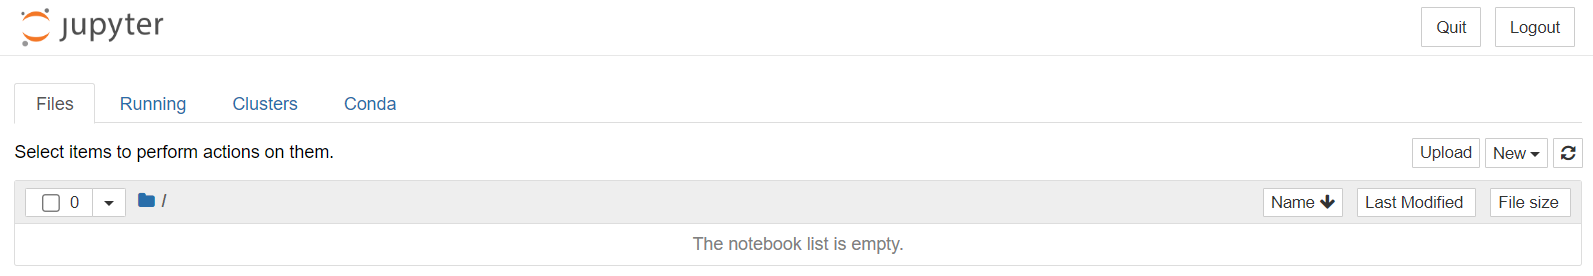 jupyter Quit Logout
Files Running Clusters Conda
Select items to perform actions on them. Upload New
0 / Name Last Modified File size
The notebook list is empty.